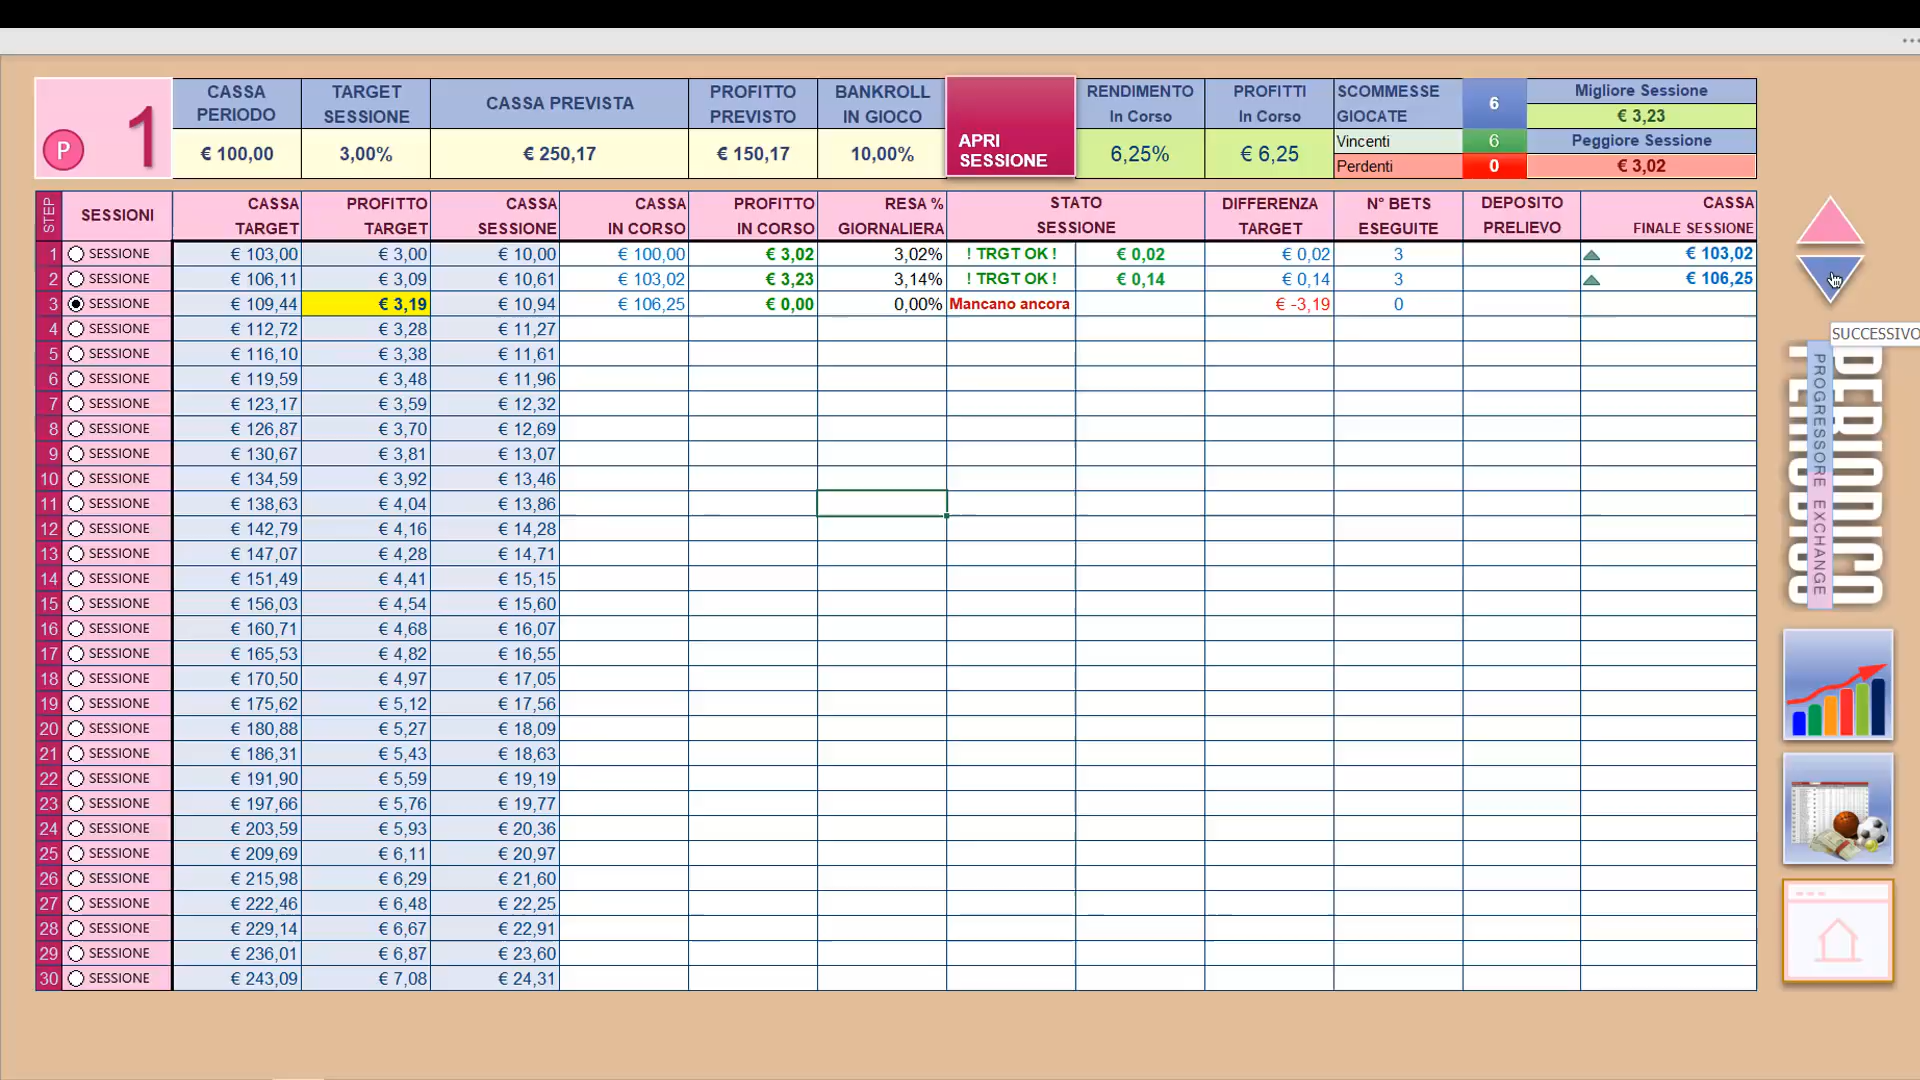 P 1
CASSA PERIODO
€ 100,00
TARGET SESSIONE
3,00%
CASSA PREVISTA
€ 250,17
PROFITTO PREVISTO
€ 150,17
BANKROLL IN GIOCO
10,00%
APRI SESSIONE
RENDIMENTO In Corso
6,25%
PROFITTI In Corso
€ 6,25
SCOMMESSE GIOCATE 6
Vincenti 6
Perdenti 0
Migliore Sessione
€ 3,23
Peggiore Sessione
€ 3,02
STEP SESSIONI CASSA TARGET PROFITTO TARGET CASSA SESSIONE CASSA IN CORSO PROFITTO IN CORSO RESA % GIORNALIERA STATO SESSIONE DIFFERENZA TARGET N° BETS ESEGUITE DEPOSITO PRELIEVO CASSA FINALE SESSIONE
1 SESSIONE € 103,00 € 3,00 € 10,00 € 100,00 € 3,02 3,02% ! TRGT OK ! € 0,02 € 0,02 3 € 103,02
2 SESSIONE € 106,11 € 3,09 € 10,61 € 103,02 € 3,23 3,14% ! TRGT OK ! € 0,14 € 0,14 3 € 106,25
3 SESSIONE € 109,44 € 3,19 € 10,94 € 106,25 € 0,00 0,00% Mancano ancora € -3,19 0
4 SESSIONE € 112,72 € 3,28 € 11,27
5 SESSIONE € 116,10 € 3,38 € 11,61
6 SESSIONE € 119,59 € 3,48 € 11,96
7 SESSIONE € 123,17 € 3,59 € 12,32
8 SESSIONE € 126,87 € 3,70 € 12,69
9 SESSIONE € 130,67 € 3,81 € 13,07
10 SESSIONE € 134,59 € 3,92 € 13,46
11 SESSIONE € 138,63 € 4,04 € 13,86
12 SESSIONE € 142,79 € 4,16 € 14,28
13 SESSIONE € 147,07 € 4,28 € 14,71
14 SESSIONE € 151,49 € 4,41 € 15,15
15 SESSIONE € 156,03 € 4,54 € 15,60
16 SESSIONE € 160,71 € 4,68 € 16,07
17 SESSIONE € 165,53 € 4,82 € 16,55
18 SESSIONE € 170,50 € 4,97 € 17,05
19 SESSIONE € 175,62 € 5,12 € 17,56
20 SESSIONE € 180,88 € 5,27 € 18,09
21 SESSIONE € 186,31 € 5,43 € 18,63
22 SESSIONE € 191,90 € 5,59 € 19,19
23 SESSIONE € 197,66 € 5,76 € 19,77
24 SESSIONE € 203,59 € 5,93 € 20,36
25 SESSIONE € 209,69 € 6,11 € 20,97
26 SESSIONE € 215,98 € 6,29 € 21,60
27 SESSIONE € 222,46 € 6,48 € 22,25
28 SESSIONE € 229,14 € 6,67 € 22,91
29 SESSIONE € 236,01 € 6,87 € 23,60
30 SESSIONE € 243,09 € 7,08 € 24,31
SUCCESSIVO
PERIODICO
PROGRESSORE EXCHANGE